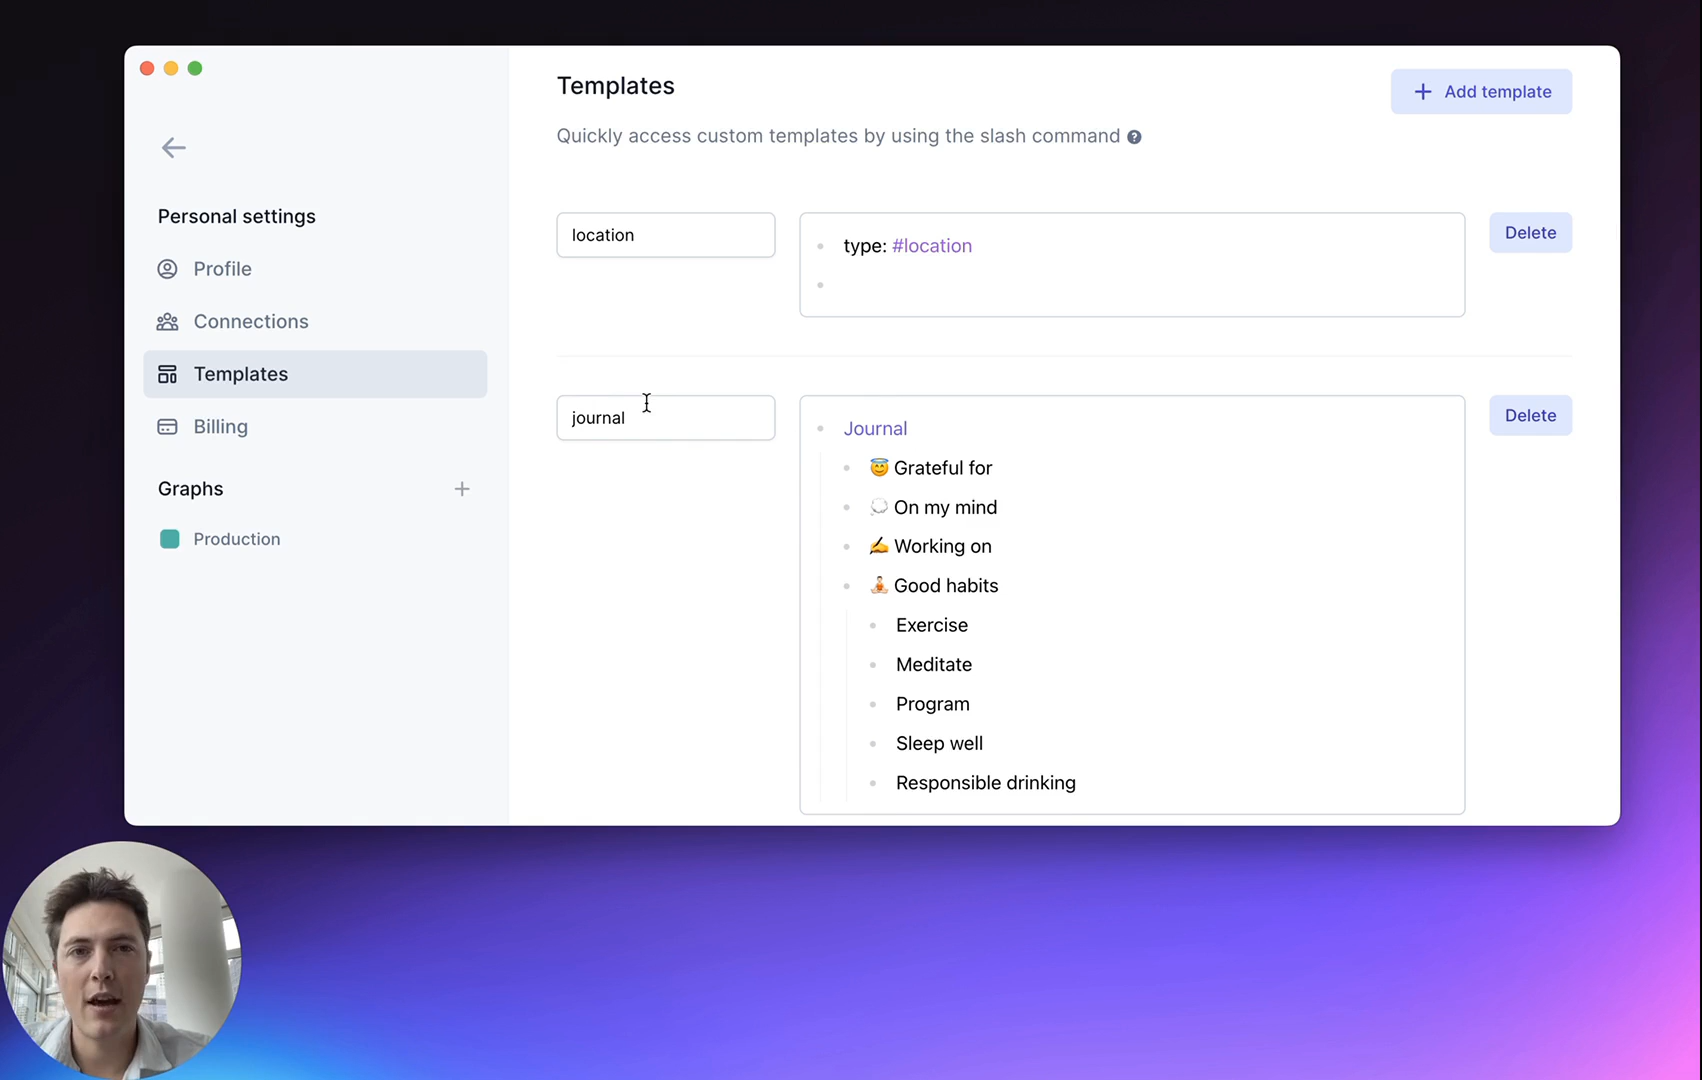 Templates
Add template
Quickly access custom templates by using the slash command
Personal settings
Profile
Connections
Templates
Billing
Graphs
Production
location
type: #location
Delete
journal
Journal
😇 Grateful for
💭 On my mind
✍️ Working on
🧘 Good habits
Exercise
Meditate
Program
Sleep well
Responsible drinking
Delete